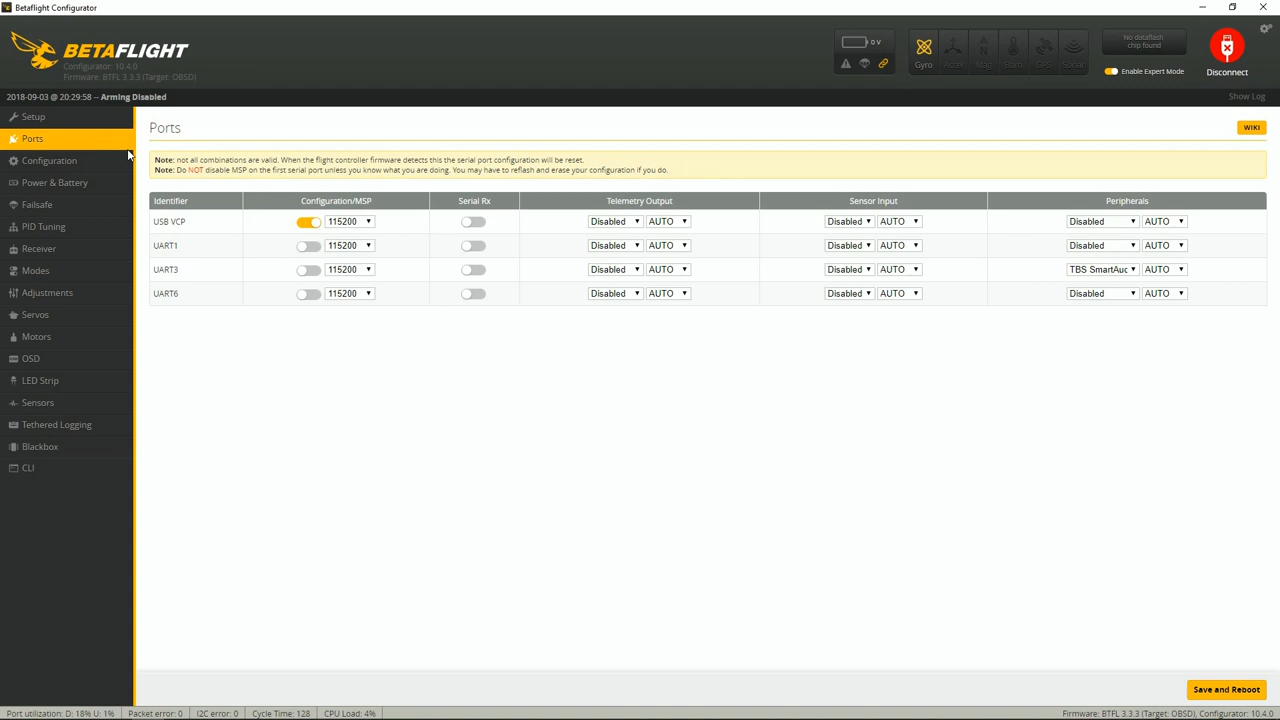 Betaflight Configurator
BETAFLIGHT
Configurator: 10.4.0
Firmware: BTFL 3.3.3 (Target: OBSD)
0 V
Gyro Accel Mag Baro GPS Sonar
No dataflash
chip found
Enable Expert Mode
Disconnect
2018-09-03 @ 20:29:58 -- Arming Disabled
Show Log
Setup
Ports
Configuration
Power & Battery
Failsafe
PID Tuning
Receiver
Modes
Adjustments
Servos
Motors
OSD
LED Strip
Sensors
Tethered Logging
Blackbox
CLI
Ports
WIKI
Note: not all combinations are valid. When the flight controller firmware detects this the serial port configuration will be reset.
Note: Do NOT disable MSP on the first serial port unless you know what you are doing. You may have to reflash and erase your configuration if you do.
Identifier Configuration/MSP Serial Rx Telemetry Output Sensor Input Peripherals
USB VCP 115200 Disabled AUTO Disabled AUTO Disabled AUTO
UART1 115200 Disabled AUTO Disabled AUTO Disabled AUTO
UART3 115200 Disabled AUTO Disabled AUTO TBS SmartAuc AUTO
UART6 115200 Disabled AUTO Disabled AUTO Disabled AUTO
Save and Reboot
Port utilization: D: 18% U: 1% Packet error: 0 I2C error: 0 Cycle Time: 128 CPU Load: 4% Firmware: BTFL 3.3.3 (Target: OBSD), Configurator: 10.4.0